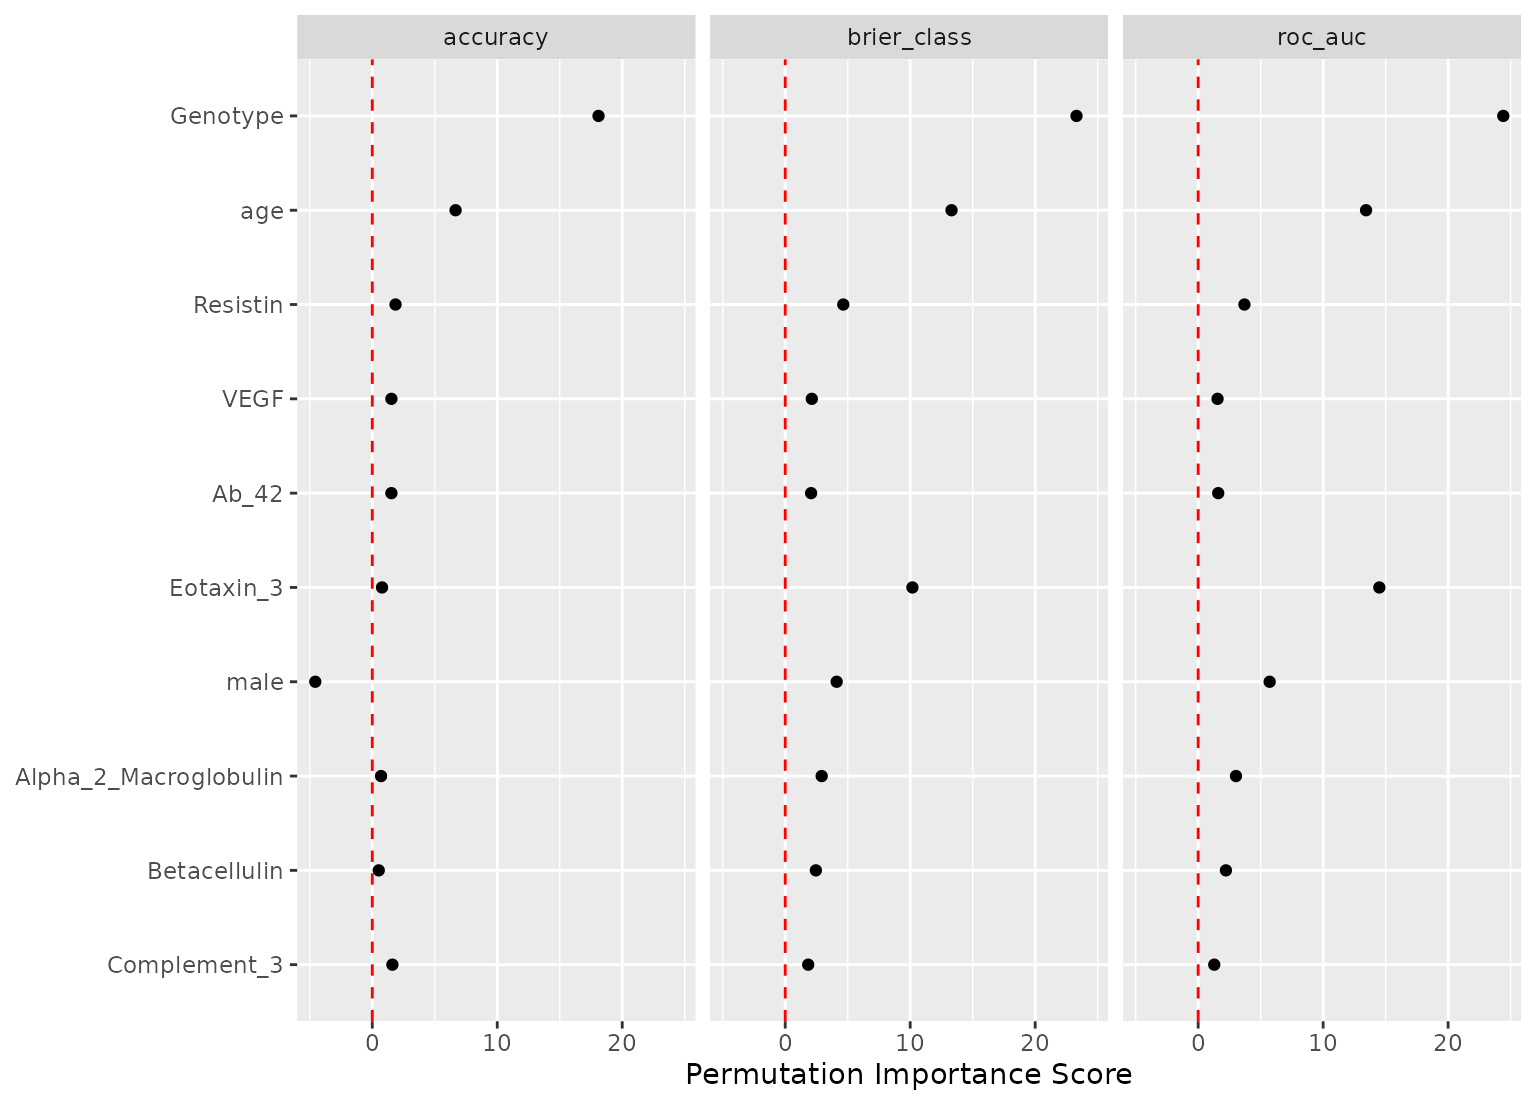 accuracy brier_class roc_auc
Genotype
age
Resistin
VEGF
Ab_42
Eotaxin_3
male
Alpha_2_Macroglobulin
Betacellulin
Complement_3
0 10 20 0 10 20 0 10 20
Permutation Importance Score